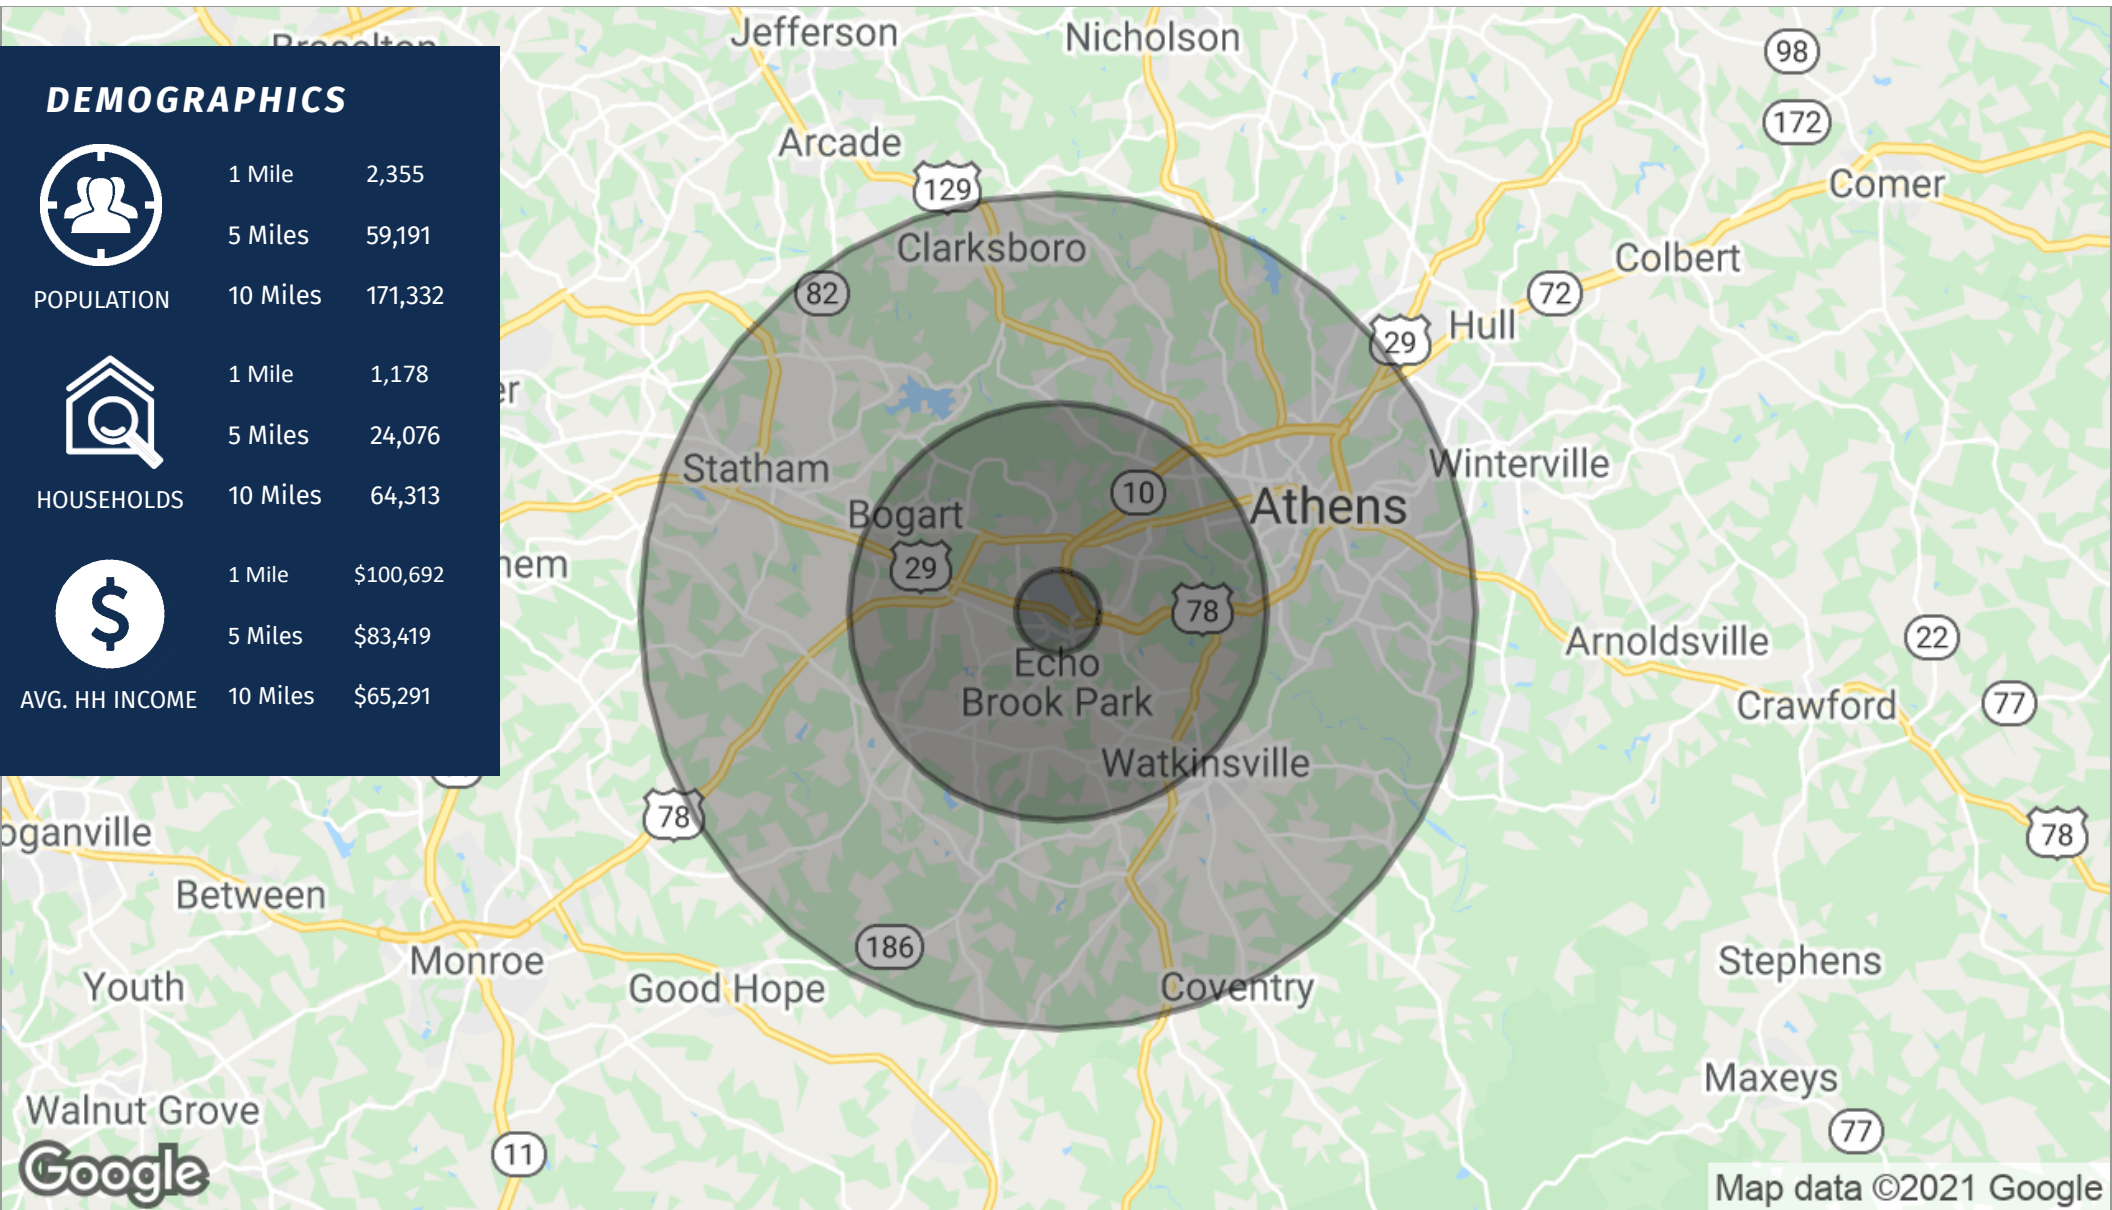 DEMOGRAPHICS
1 Mile 2,355
5 Miles 59,191
10 Miles 171,332
POPULATION
1 Mile 1,178
5 Miles 24,076
10 Miles 64,313
HOUSEHOLDS
1 Mile $100,692
5 Miles $83,419
10 Miles $65,291
AVG. HH INCOME
Jefferson
Nicholson
98
172
Arcade
129
Comer
Clarksboro
Colbert
82
72
29
Hull
Statham
Winterville
10
Bogart
Athens
29
78
Echo
Brook Park
Arnoldsville
22
Crawford
77
Watkinsville
78
oganville
78
Between
186
Monroe
Good Hope
Youth
Coventry
Stephens
Maxeys
Walnut Grove
77
11
Google
Map data ©2021 Google